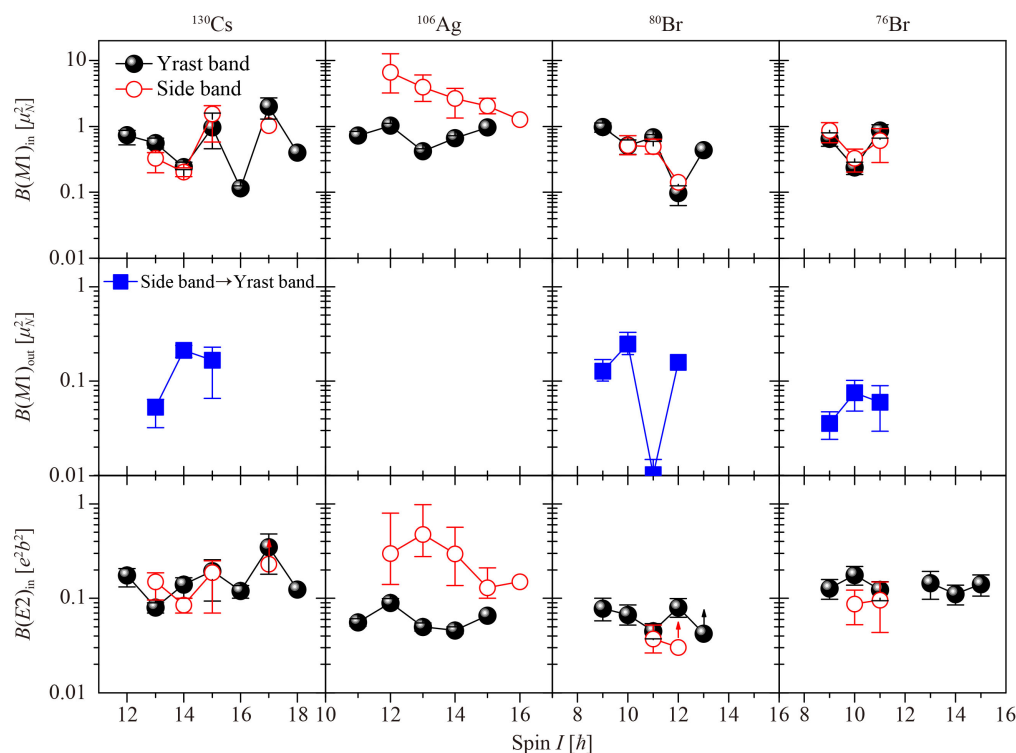 ¹³⁰Cs ¹⁰⁶Ag ⁸⁰Br ⁷⁶Br
Yrast band
Side band
B(M1)in [μ²N]
10
1
0.1
0.01
Side band→Yrast band
B(M1)out [μ²N]
1
0.1
0.01
B(E2)in [e²b²]
1
0.1
0.01
12 14 16 18 10 12 14 16 8 10 12 14 16 8 10 12 14 16
Spin I [ħ]